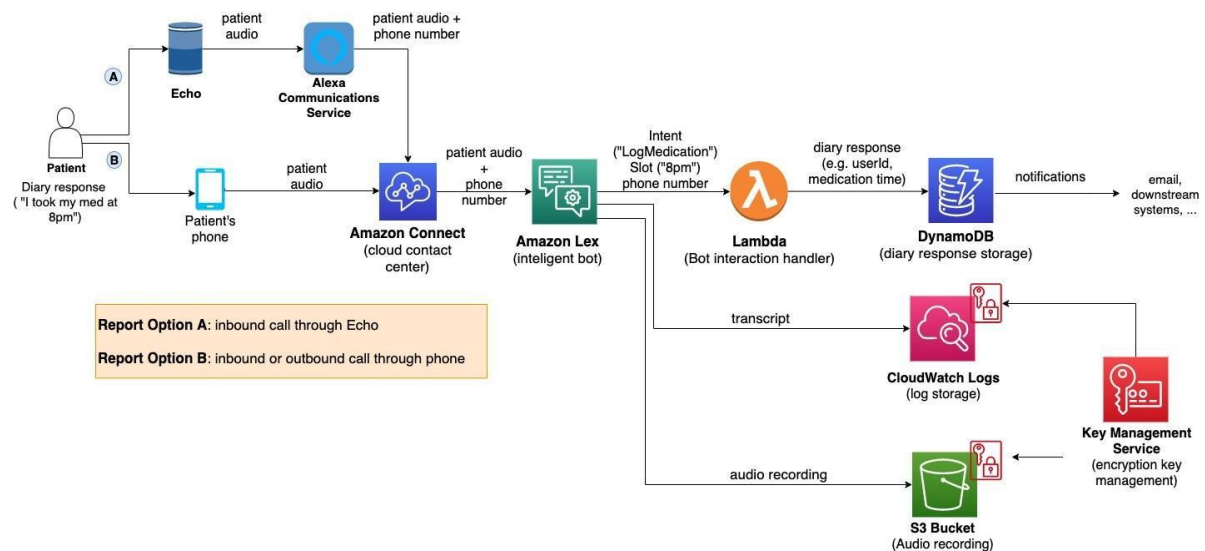 patient
audio
patient audio +
phone number
A
Echo
Alexa
Communications
Service
B
Patient
Diary response
( "I took my med at
8pm")
Patient's
phone
patient
audio
Amazon Connect
(cloud contact
center)
patient audio
+
phone
number
Amazon Lex
(inteligent bot)
Intent
("LogMedication")
Slot ("8pm")
phone number
Lambda
(Bot interaction handler)
diary response
(e.g. userId,
medication time)
DynamoDB
(diary response storage)
notifications
email,
downstream
systems, ...
Report Option A: inbound call through Echo
Report Option B: inbound or outbound call through phone
transcript
CloudWatch Logs
(log storage)
Key Management
Service
(encryption key
management)
audio recording
S3 Bucket
(Audio recording)